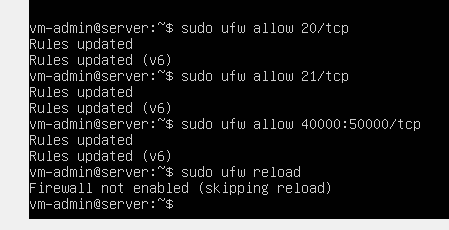 vm-admin@server:~$ sudo ufw allow 20/tcp
Rules updated
Rules updated (v6)
vm-admin@server:~$ sudo ufw allow 21/tcp
Rules updated
Rules updated (v6)
vm-admin@server:~$ sudo ufw allow 40000:50000/tcp
Rules updated
Rules updated (v6)
vm-admin@server:~$ sudo ufw reload
Firewall not enabled (skipping reload)
vm-admin@server:~$